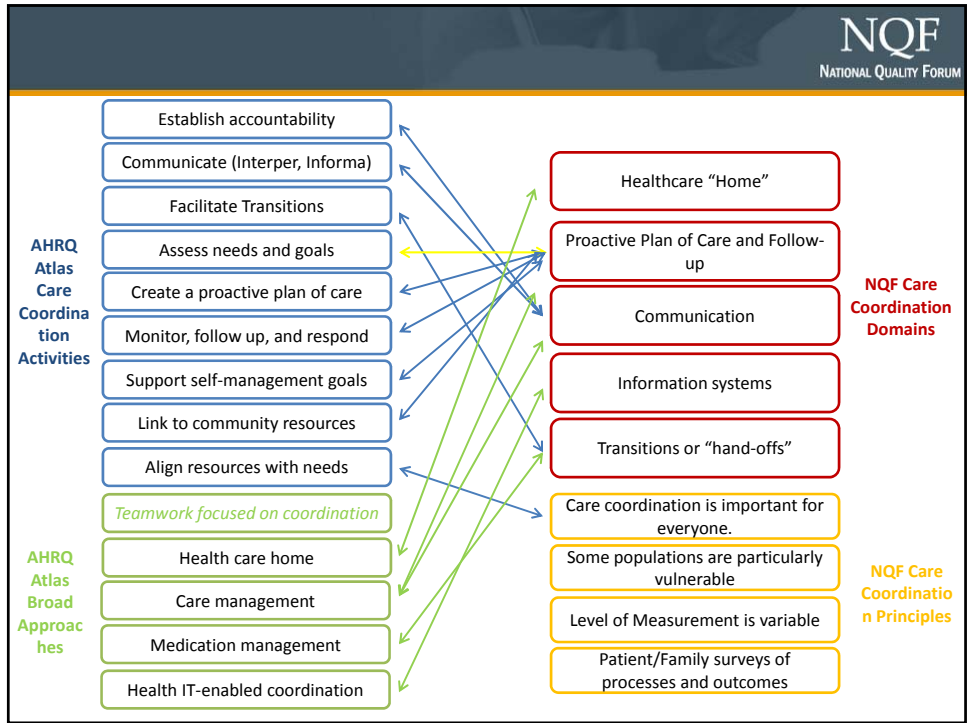 NQF
NATIONAL QUALITY FORUM
AHRQ
Atlas
Care
Coordina
tion
Activities
Establish accountability
Communicate (Interper, Informa)
Facilitate Transitions
Assess needs and goals
Create a proactive plan of care
Monitor, follow up, and respond
Support self-management goals
Link to community resources
Align resources with needs
AHRQ
Atlas
Broad
Approac
hes
Teamwork focused on coordination
Health care home
Care management
Medication management
Health IT-enabled coordination
Healthcare “Home”
Proactive Plan of Care and Follow-
up
Communication
Information systems
Transitions or “hand-offs”
NQF Care
Coordination
Domains
Care coordination is important for
everyone.
Some populations are particularly
vulnerable
Level of Measurement is variable
Patient/Family surveys of
processes and outcomes
NQF Care
Coordinatio
n Principles